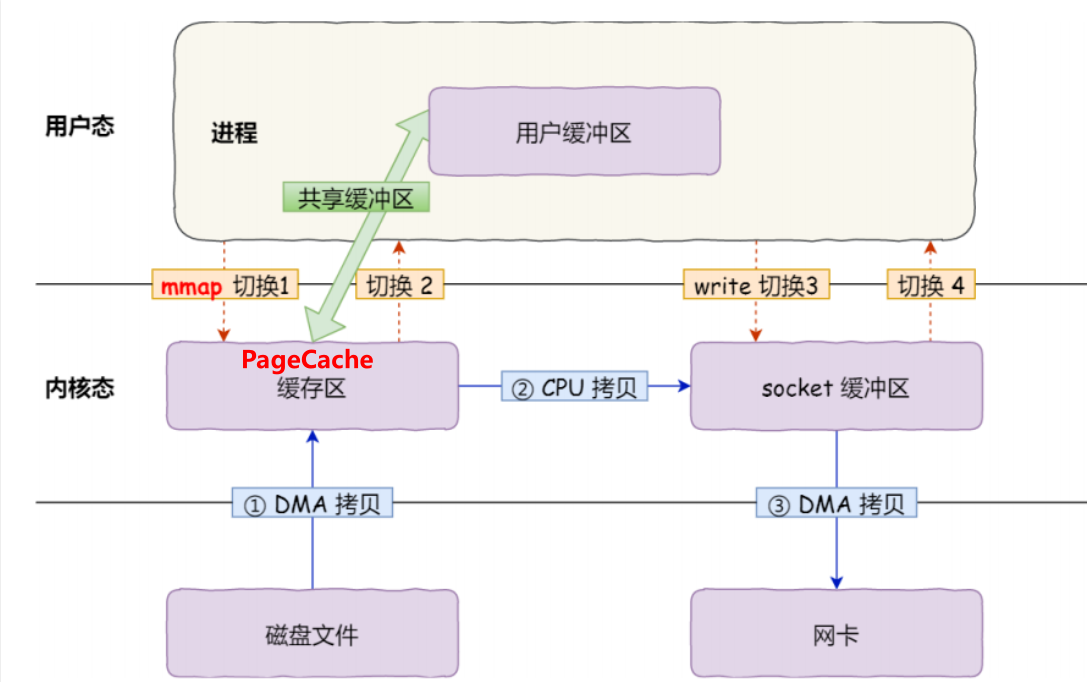 用户态
进程
用户缓冲区
共享缓冲区
mmap 切换1
切换 2
write 切换3
切换 4
内核态
PageCache
缓存区
② CPU 拷贝
socket 缓冲区
① DMA 拷贝
③ DMA 拷贝
磁盘文件
网卡